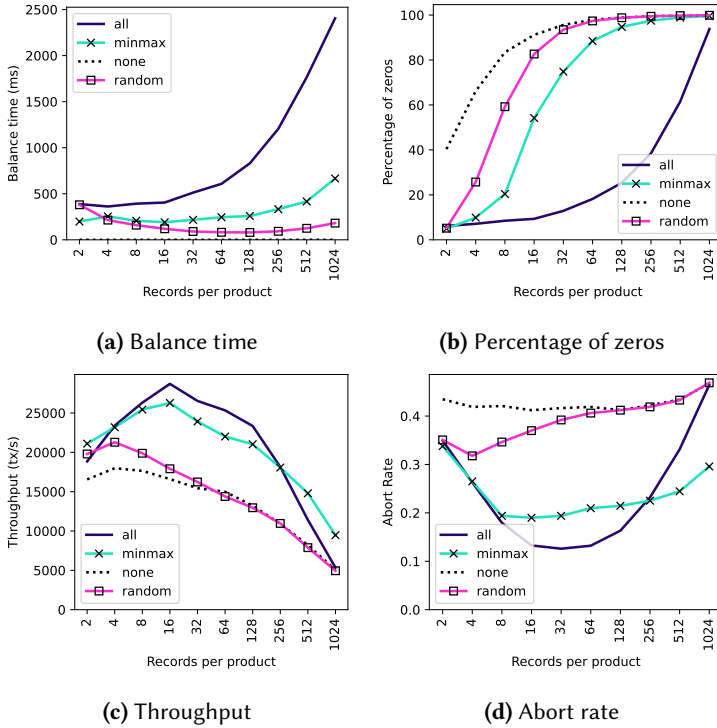 2500
2000
1500
1000
500
0
Balance time (ms)
all
minmax
none
random
2 4 8 16 32 64 128 256 512 1024
Records per product
(a) Balance time
100
80
60
40
20
0
Percentage of zeros
all
minmax
none
random
2 4 8 16 32 64 128 256 512 1024
Records per product
(b) Percentage of zeros
25000
20000
15000
10000
5000
0
Throughput (tx/s)
all
minmax
none
random
2 4 8 16 32 64 128 256 512 1024
Records per product
(c) Throughput
0.4
0.3
0.2
0.1
0.0
Abort Rate
all
minmax
none
random
2 4 8 16 32 64 128 256 512 1024
Records per product
(d) Abort rate